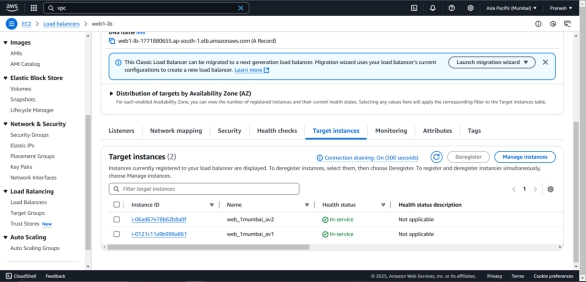 aws
vpc
Asia Pacific (Mumbai)
Pranesh
EC2 > Load balancers > web1-lb
Images
AMIs
AMI Catalog
Elastic Block Store
Volumes
Snapshots
Lifecycle Manager
Network & Security
Security Groups
Elastic IPs
Placement Groups
Key Pairs
Network Interfaces
Load Balancing
Load Balancers
Target Groups
Trust Stores New
Auto Scaling
Auto Scaling Groups
DNS name Info
web1-lb-1771880655.ap-south-1.elb.amazonaws.com (A Record)
This Classic Load Balancer can be migrated to a next generation load balancer. Migration wizard uses your load balancer's current
configurations to create a new load balancer. Learn more
Launch migration wizard
Distribution of targets by Availability Zone (AZ)
For each enabled Availability Zone, you can view the number of registered instances and their current health status. Selecting any values here will apply the corresponding filter to the Target instances table.
Listeners Network mapping Security Health checks Target instances Monitoring Attributes Tags
Target instances (2)
Connection draining: On (300 seconds)
Deregister
Manage instances
Instances currently registered to your load balancer are displayed. To deregister instances, select them, then choose Deregister. To register and deregister instances simultaneously,
choose Manage instances.
Filter target instances
1
Instance ID Name Health status Health status description
web_1mumbai_av2 In-service Not applicable
i-0121c11a9b998a861 web_1mumbai_av1 In-service Not applicable
CloudShell Feedback
© 2025, Amazon Web Services, Inc. or its affiliates. Privacy Terms Cookie preferences